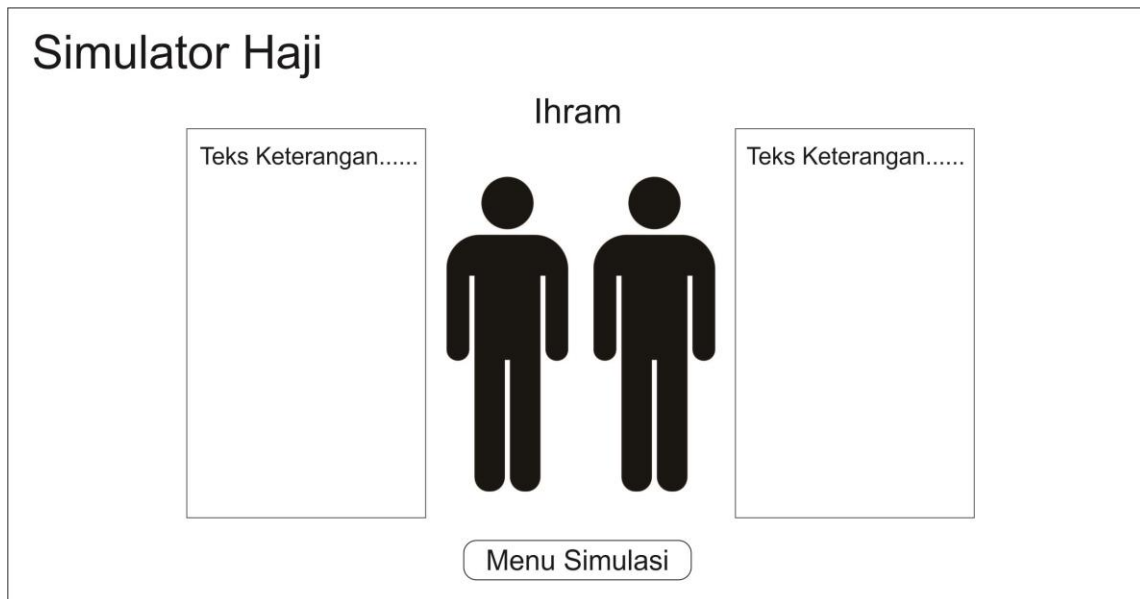 Simulator Haji
Ihram
Teks Keterangan......
Teks Keterangan......
Menu Simulasi